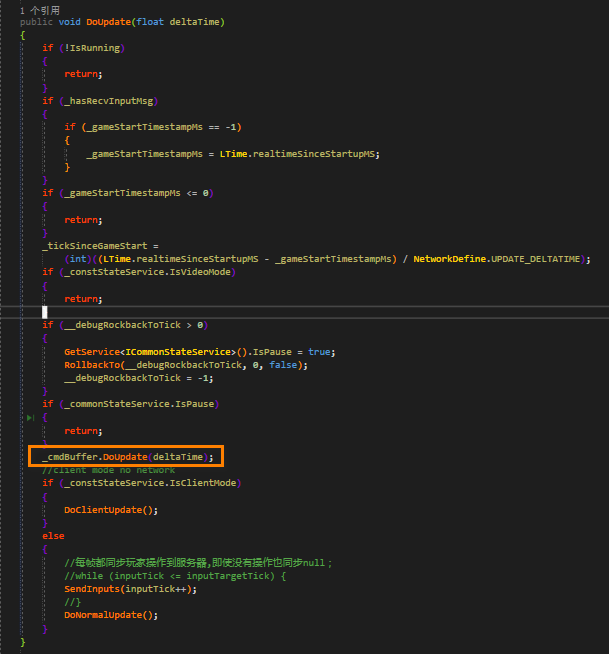 1 个引用
public void DoUpdate(float deltaTime)
{
if (!IsRunning)
{
return;
}
if (_hasRecvInputMsg)
{
if (_gameStartTimestampMs == -1)
{
_gameStartTimestampMs = LTime.realtimeSinceStartupMS;
}
}
if (_gameStartTimestampMs <= 0)
{
return;
}
_tickSinceGameStart =
(int)((LTime.realtimeSinceStartupMS - _gameStartTimestampMs) / NetworkDefine.UPDATE_DELTATIME);
if (_constStateService.IsVideoMode)
{
return;
if (__debugRockbackToTick > 0)
{
GetService<ICommonStateService>().IsPause = true;
RollbackTo(__debugRockbackToTick, 0, false);
__debugRockbackToTick = -1;
}
if (_commonStateService.IsPause)
{
return;
}
_cmdBuffer.DoUpdate(deltaTime);
//client mode no network
if (_constStateService.IsClientMode)
{
DoClientUpdate();
}
else
{
//每帧都同步玩家操作到服务器,即使没有操作也同步null；
//while (inputTick <= inputTargetTick) {
SendInputs(inputTick++);
//}
DoNormalUpdate();
}
}